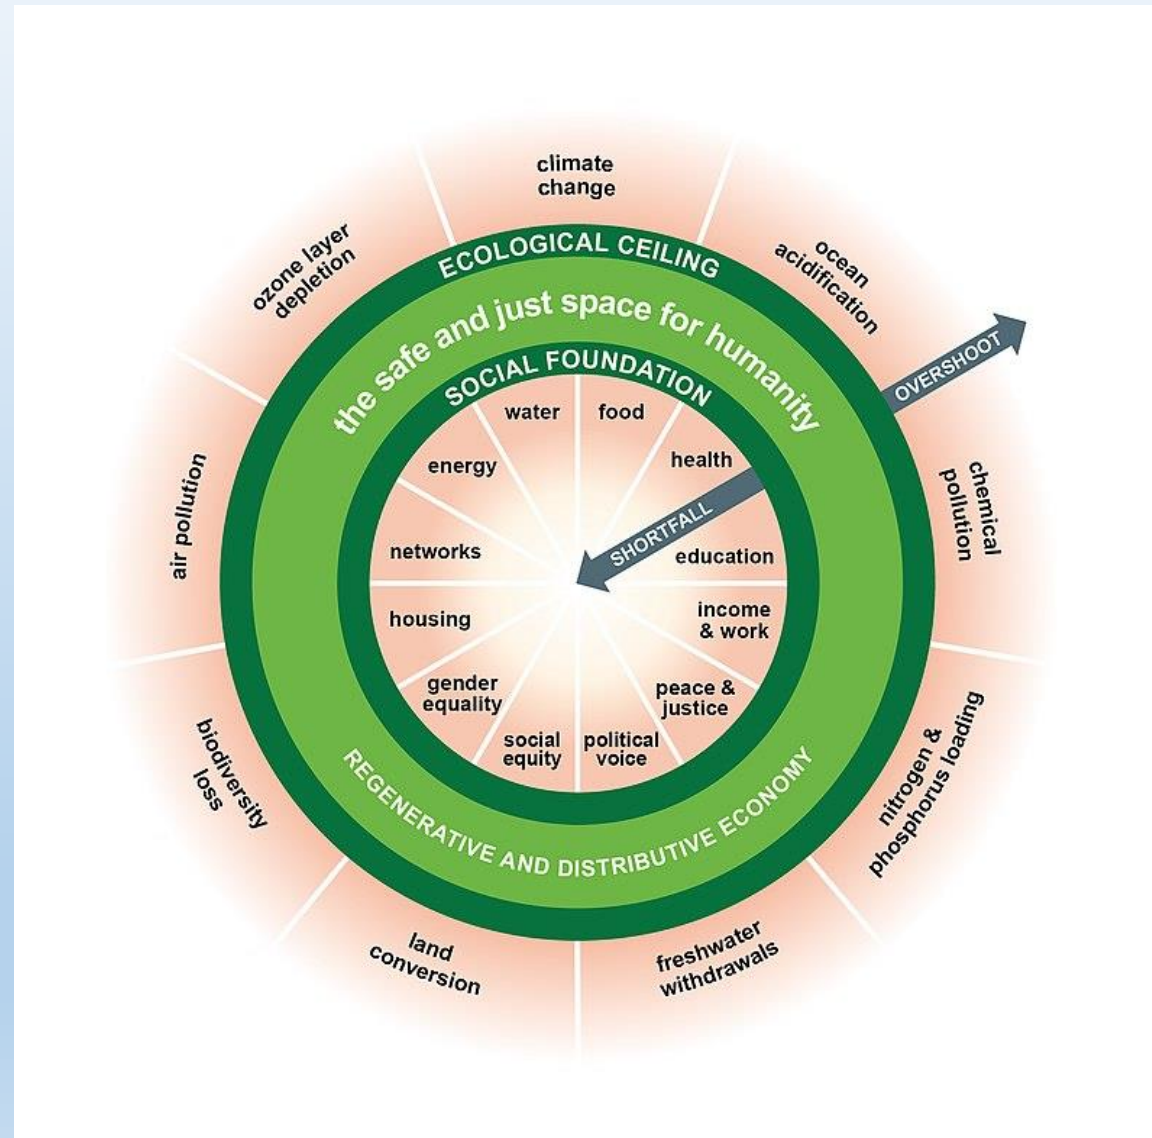 climate
change
ocean
acidification
OVERSHOOT
chemical
pollution
nitrogen &
phosphorus loading
freshwater
withdrawals
land
conversion
biodiversity
loss
air pollution
ozone layer
depletion
ECOLOGICAL CEILING
the safe and just space for humanity
SOCIAL FOUNDATION
water
food
health
SHORTFALL
education
income
& work
peace &
justice
political
voice
social
equity
gender
equality
housing
networks
energy
REGENERATIVE AND DISTRIBUTIVE ECONOMY